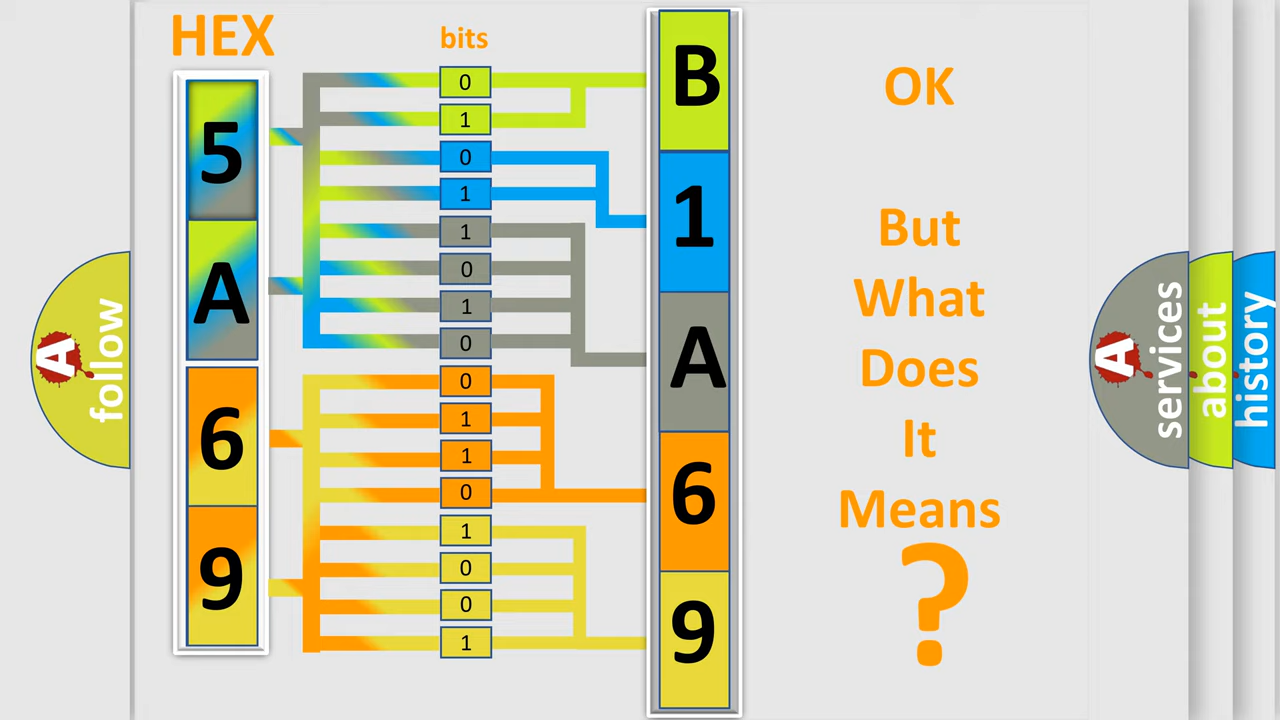 HEX
bits
5
A
6
9
0
1
0
1
1
0
1
0
0
1
1
0
1
0
0
1
B
1
A
6
9
OK
But
What
Does
It
Means
?
A
follow
A
services
about
history